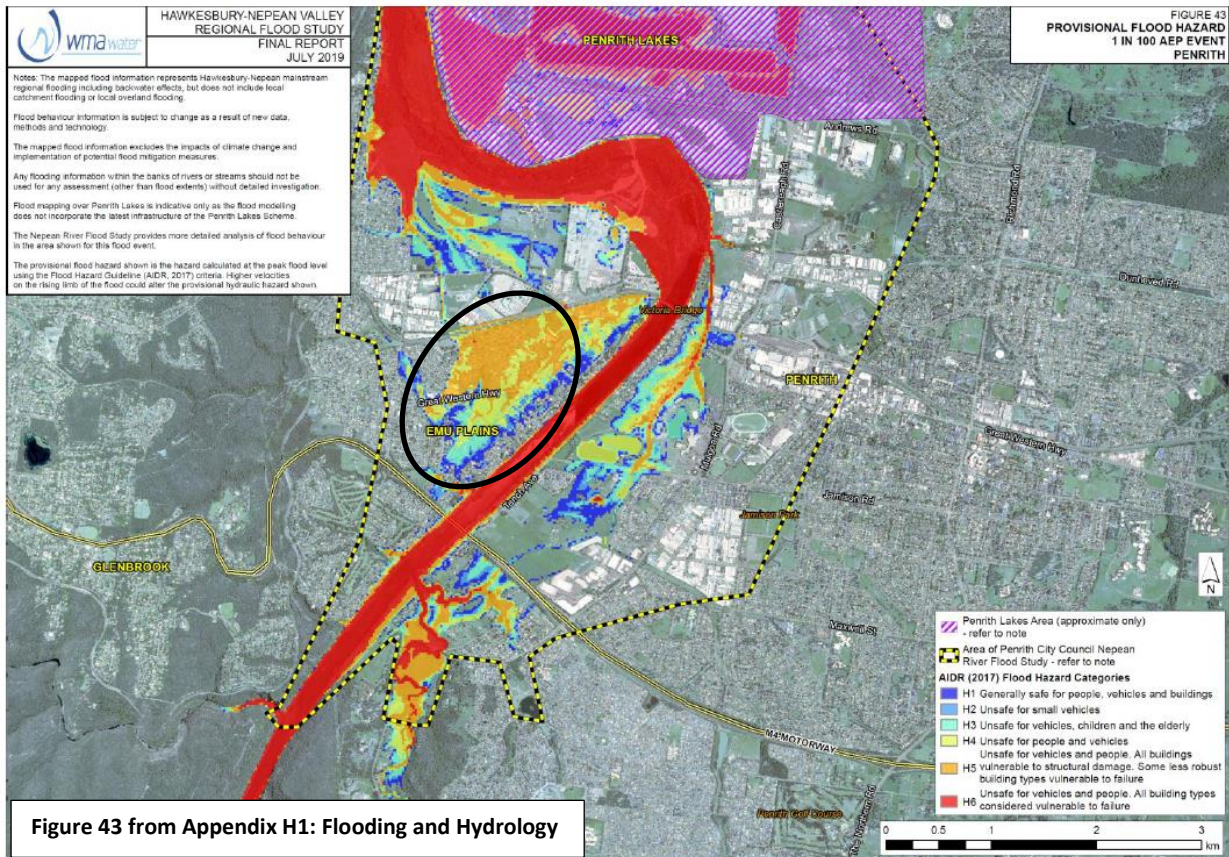 wmawater
HAWKESBURY-NEPEAN VALLEY
REGIONAL FLOOD STUDY
FINAL REPORT
JULY 2019
FIGURE 43
PROVISIONAL FLOOD HAZARD
1 IN 100 AEP EVENT
PENRITH
Notes: The mapped flood information represents Hawkesbury-Nepean mainstream
regional flooding including backwater effects, but does not include local
catchment flooding or local overland flooding.
Flood behaviour information is subject to change as a result of new data,
methods and technology.
The mapped flood information excludes the impacts of climate change and
implementation of potential flood mitigation measures.
Any flooding information within the banks of rivers or streams should not be
used for any assessment (other than flood extents) without detailed investigation.
Flood mapping over Penrith Lakes is indicative only as the flood modelling
does not incorporate the latest infrastructure of the Penrith Lakes Scheme.
The Nepean River Flood Study provides more detailed analysis of flood behaviour
in the area shown for this flood event.
The provisional flood hazard shown is the hazard calculated at the peak flood level
using the Flood Hazard Guideline (AIDR, 2017) criteria. Higher velocities
on the rising limb of the flood could alter the provisional hydraulic hazard shown.
PENRITH LAKES
Andrews Rd
Castlereagh Rd
Richmond Rd
Dunheved Rd
Victoria Bridge
PENRITH
Great Western Hwy
EMU PLAINS
Great Western Hwy
Mulgoa Rd
Tench Ave
Jamison Rd
Jamison Park
GLENBROOK
Maxwell St
M4 MOTORWAY
The Northern Rd
Penrith Golf Course
N
Penrith Lakes Area (approximate only)
- refer to note
Area of Penrith City Council Nepean
River Flood Study - refer to note
AIDR (2017) Flood Hazard Categories
H1 Generally safe for people, vehicles and buildings
H2 Unsafe for small vehicles
H3 Unsafe for vehicles, children and the elderly
H4 Unsafe for people and vehicles
Unsafe for vehicles and people. All buildings
H5 vulnerable to structural damage. Some less robust
building types vulnerable to failure
Unsafe for vehicles and people. All building types
H6 considered vulnerable to failure
0 0.5 1 2 3
km
Figure 43 from Appendix H1: Flooding and Hydrology